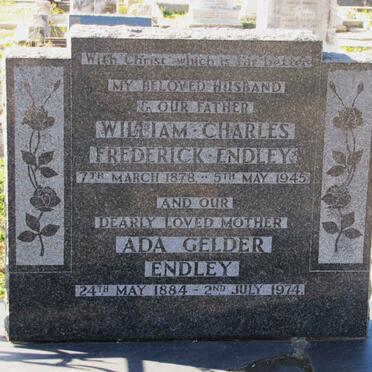 With Christ which is far better
MY BELOVED HUSBAND
& OUR FATHER
WILLIAM · CHARLES
FREDERICK · ENDLEY
7TH MARCH 1878 - 5TH MAY 1945
AND OUR
DEARLY LOVED MOTHER
ADA GELDER
ENDLEY
24TH MAY 1884 - 2ND JULY 1974